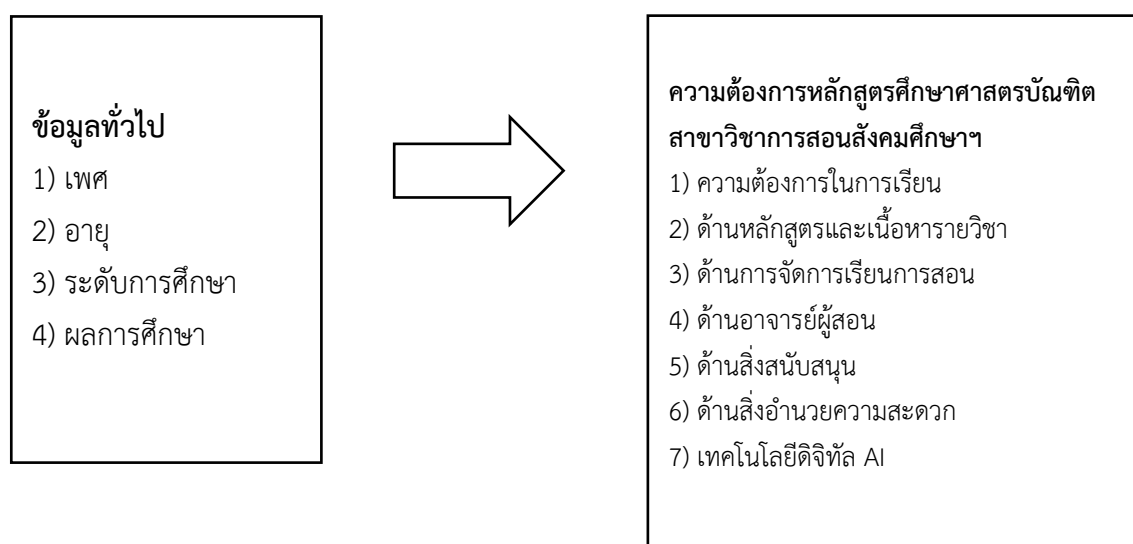 ข้อมูลทั่วไป
1) เพศ
2) อายุ
3) ระดับการศึกษา
4) ผลการศึกษา
ความต้องการหลักสูตรศึกษาศาสตรบัณฑิต
สาขาวิชาการสอนสังคมศึกษาฯ
1) ความต้องการในการเรียน
2) ด้านหลักสูตรและเนื้อหารายวิชา
3) ด้านการจัดการเรียนการสอน
4) ด้านอาจารย์ผู้สอน
5) ด้านสิ่งสนับสนุน
6) ด้านสิ่งอำนวยความสะดวก
7) เทคโนโลยีดิจิทัล AI